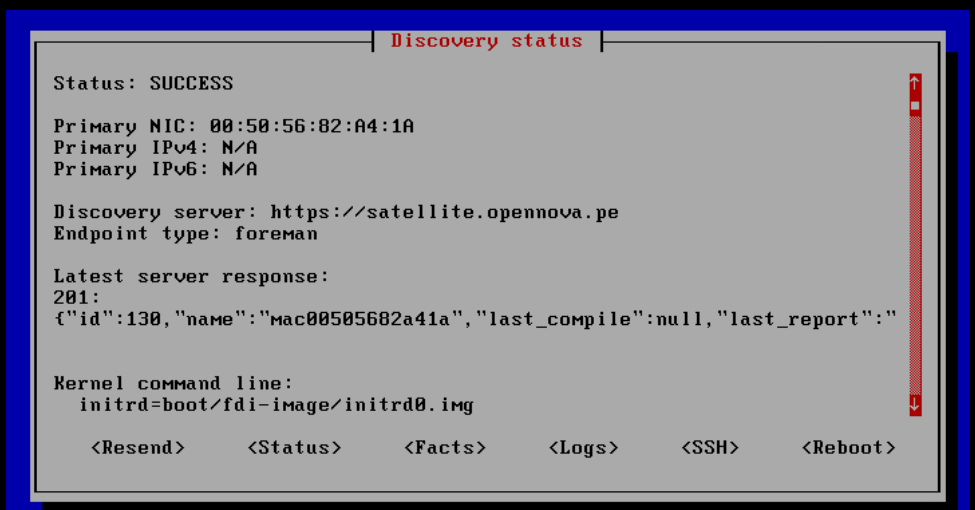 Discovery status
Status: SUCCESS
Primary NIC: 00:50:56:82:A4:1A
Primary IPv4: N/A
Primary IPv6: N/A
Discovery server: https://satellite.opennova.pe
Endpoint type: foreman
Latest server response:
201:
{"id":130,"name":"mac00505682a41a","last_compile":null,"last_report":"
Kernel command line:
initrd=boot/fdi-image/initrd0.img
<Resend> <Status> <Facts> <Logs> <SSH> <Reboot>